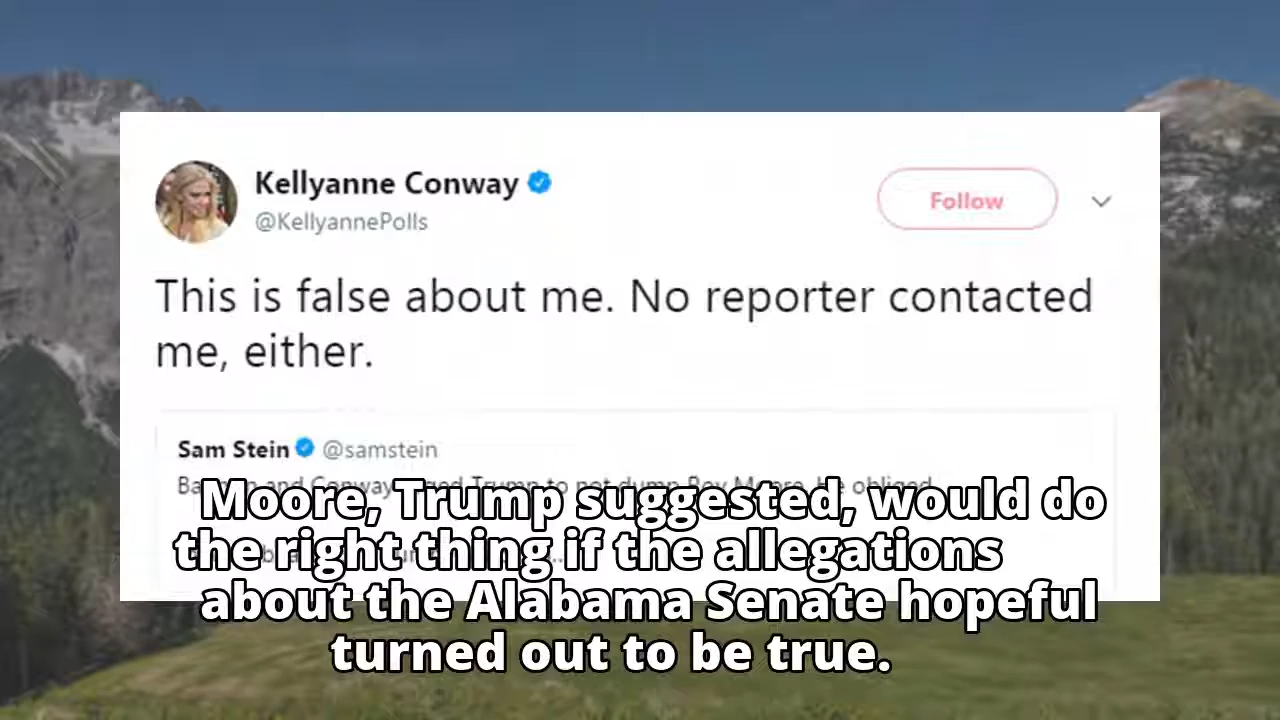 Kellyanne Conway
@KellyannePolls
Follow
This is false about me. No reporter contacted
me, either.
Sam Stein @samstein
Moore, Trump suggested, would do
the right thing if the allegations
about the Alabama Senate hopeful
turned out to be true.